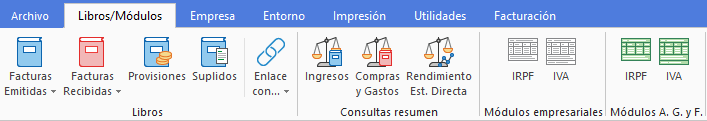 Archivo Libros/Módulos Empresa Entorno Impresión Utilidades Facturación
Facturas Emitidas
Facturas Recibidas
Provisiones
Suplidos
Enlace con...
Ingresos
Compras y Gastos
Rendimiento Est. Directa
IRPF
IVA
IRPF
IVA
Libros
Consultas resumen
Módulos empresariales
Módulos A. G. y F.